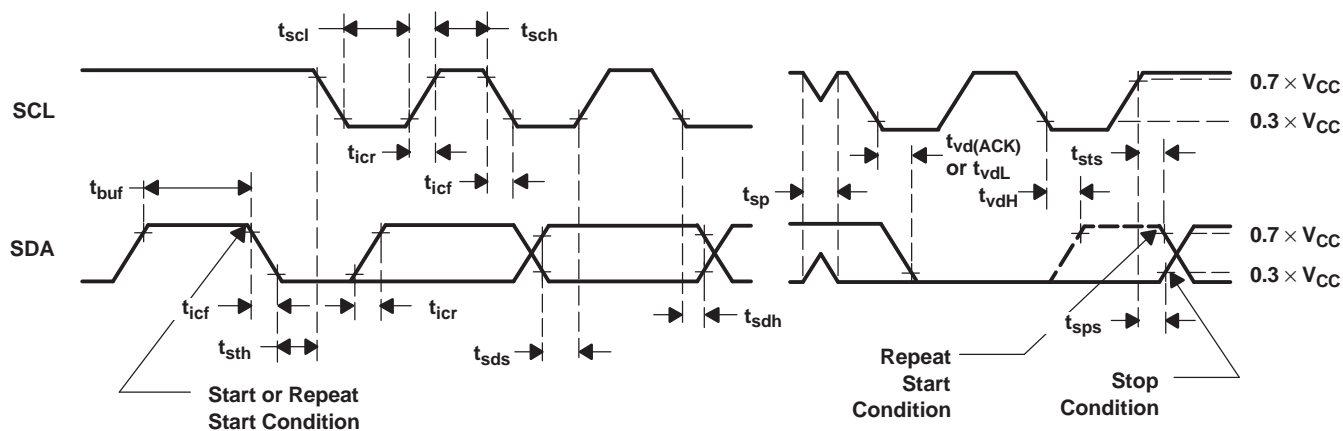 tscl
tsch
SCL
0.7 × VCC
0.3 × VCC
ticr
ticf
tbuf
tsp
tvd(ACK)
or tvdL
tsts
tvdH
SDA
0.7 × VCC
0.3 × VCC
ticf
ticr
tsth
tsds
tsdh
tsps
Start or Repeat
Start Condition
Repeat
Start
Condition
Stop
Condition